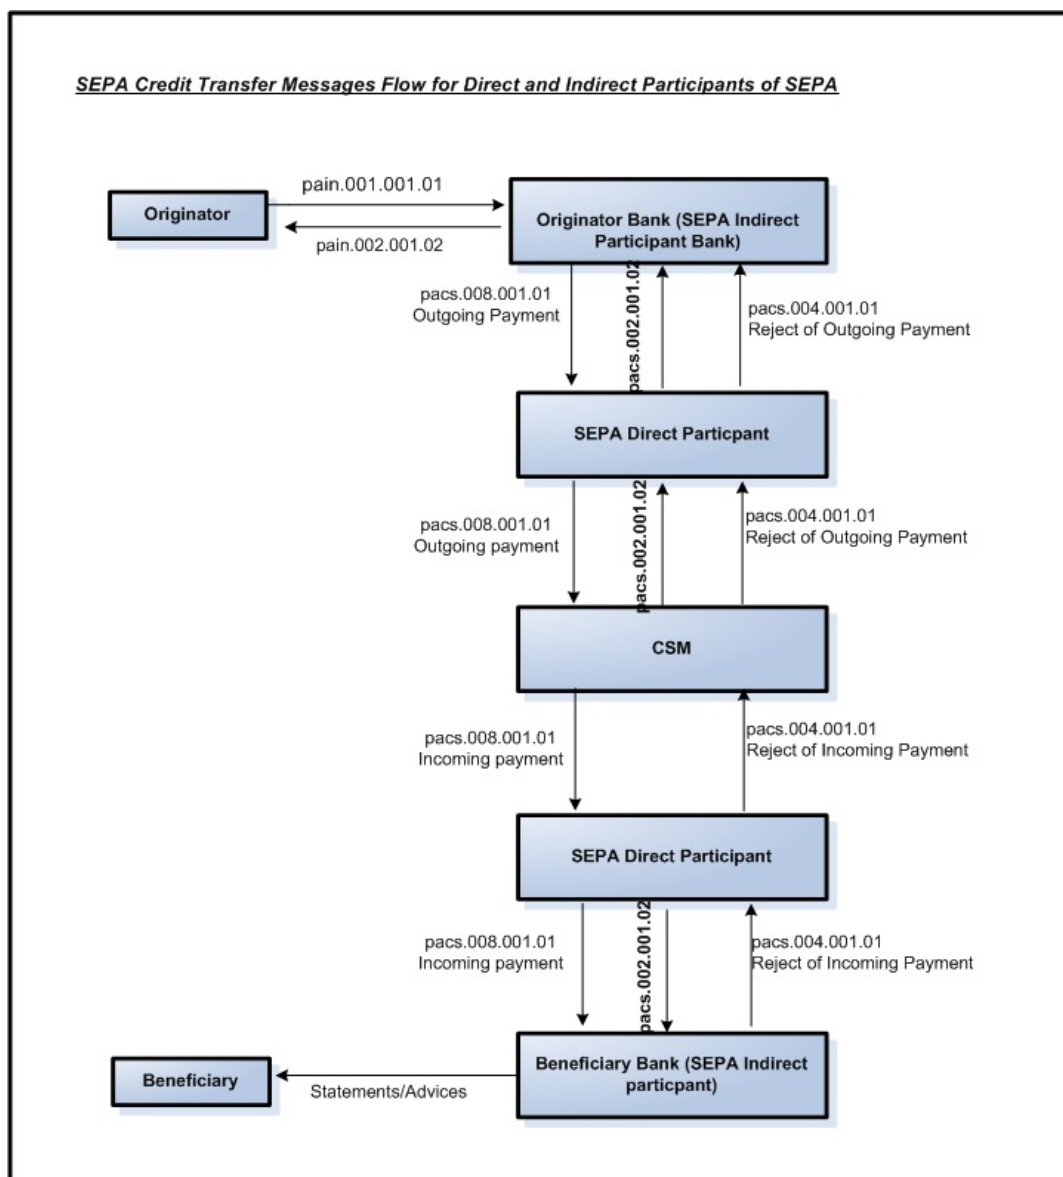 SEPA Credit Transfer Messages Flow for Direct and Indirect Participants of SEPA
pain.001.001.01
Originator
Originator Bank (SEPA Indirect
Participant Bank)
pain.002.001.02
pacs.008.001.01
Outgoing Payment
pacs.002.001.02
pacs.004.001.01
Reject of Outgoing Payment
SEPA Direct Particpant
pacs.008.001.01
Outgoing payment
pacs.002.001.02
pacs.004.001.01
Reject of Outgoing Payment
CSM
pacs.008.001.01
Incoming payment
pacs.004.001.01
Reject of Incoming Payment
SEPA Direct Participant
pacs.008.001.01
Incoming payment
pacs.002.001.02
pacs.004.001.01
Reject of Incoming Payment
Beneficiary
Statements/Advices
Beneficiary Bank (SEPA Indirect
particpant)